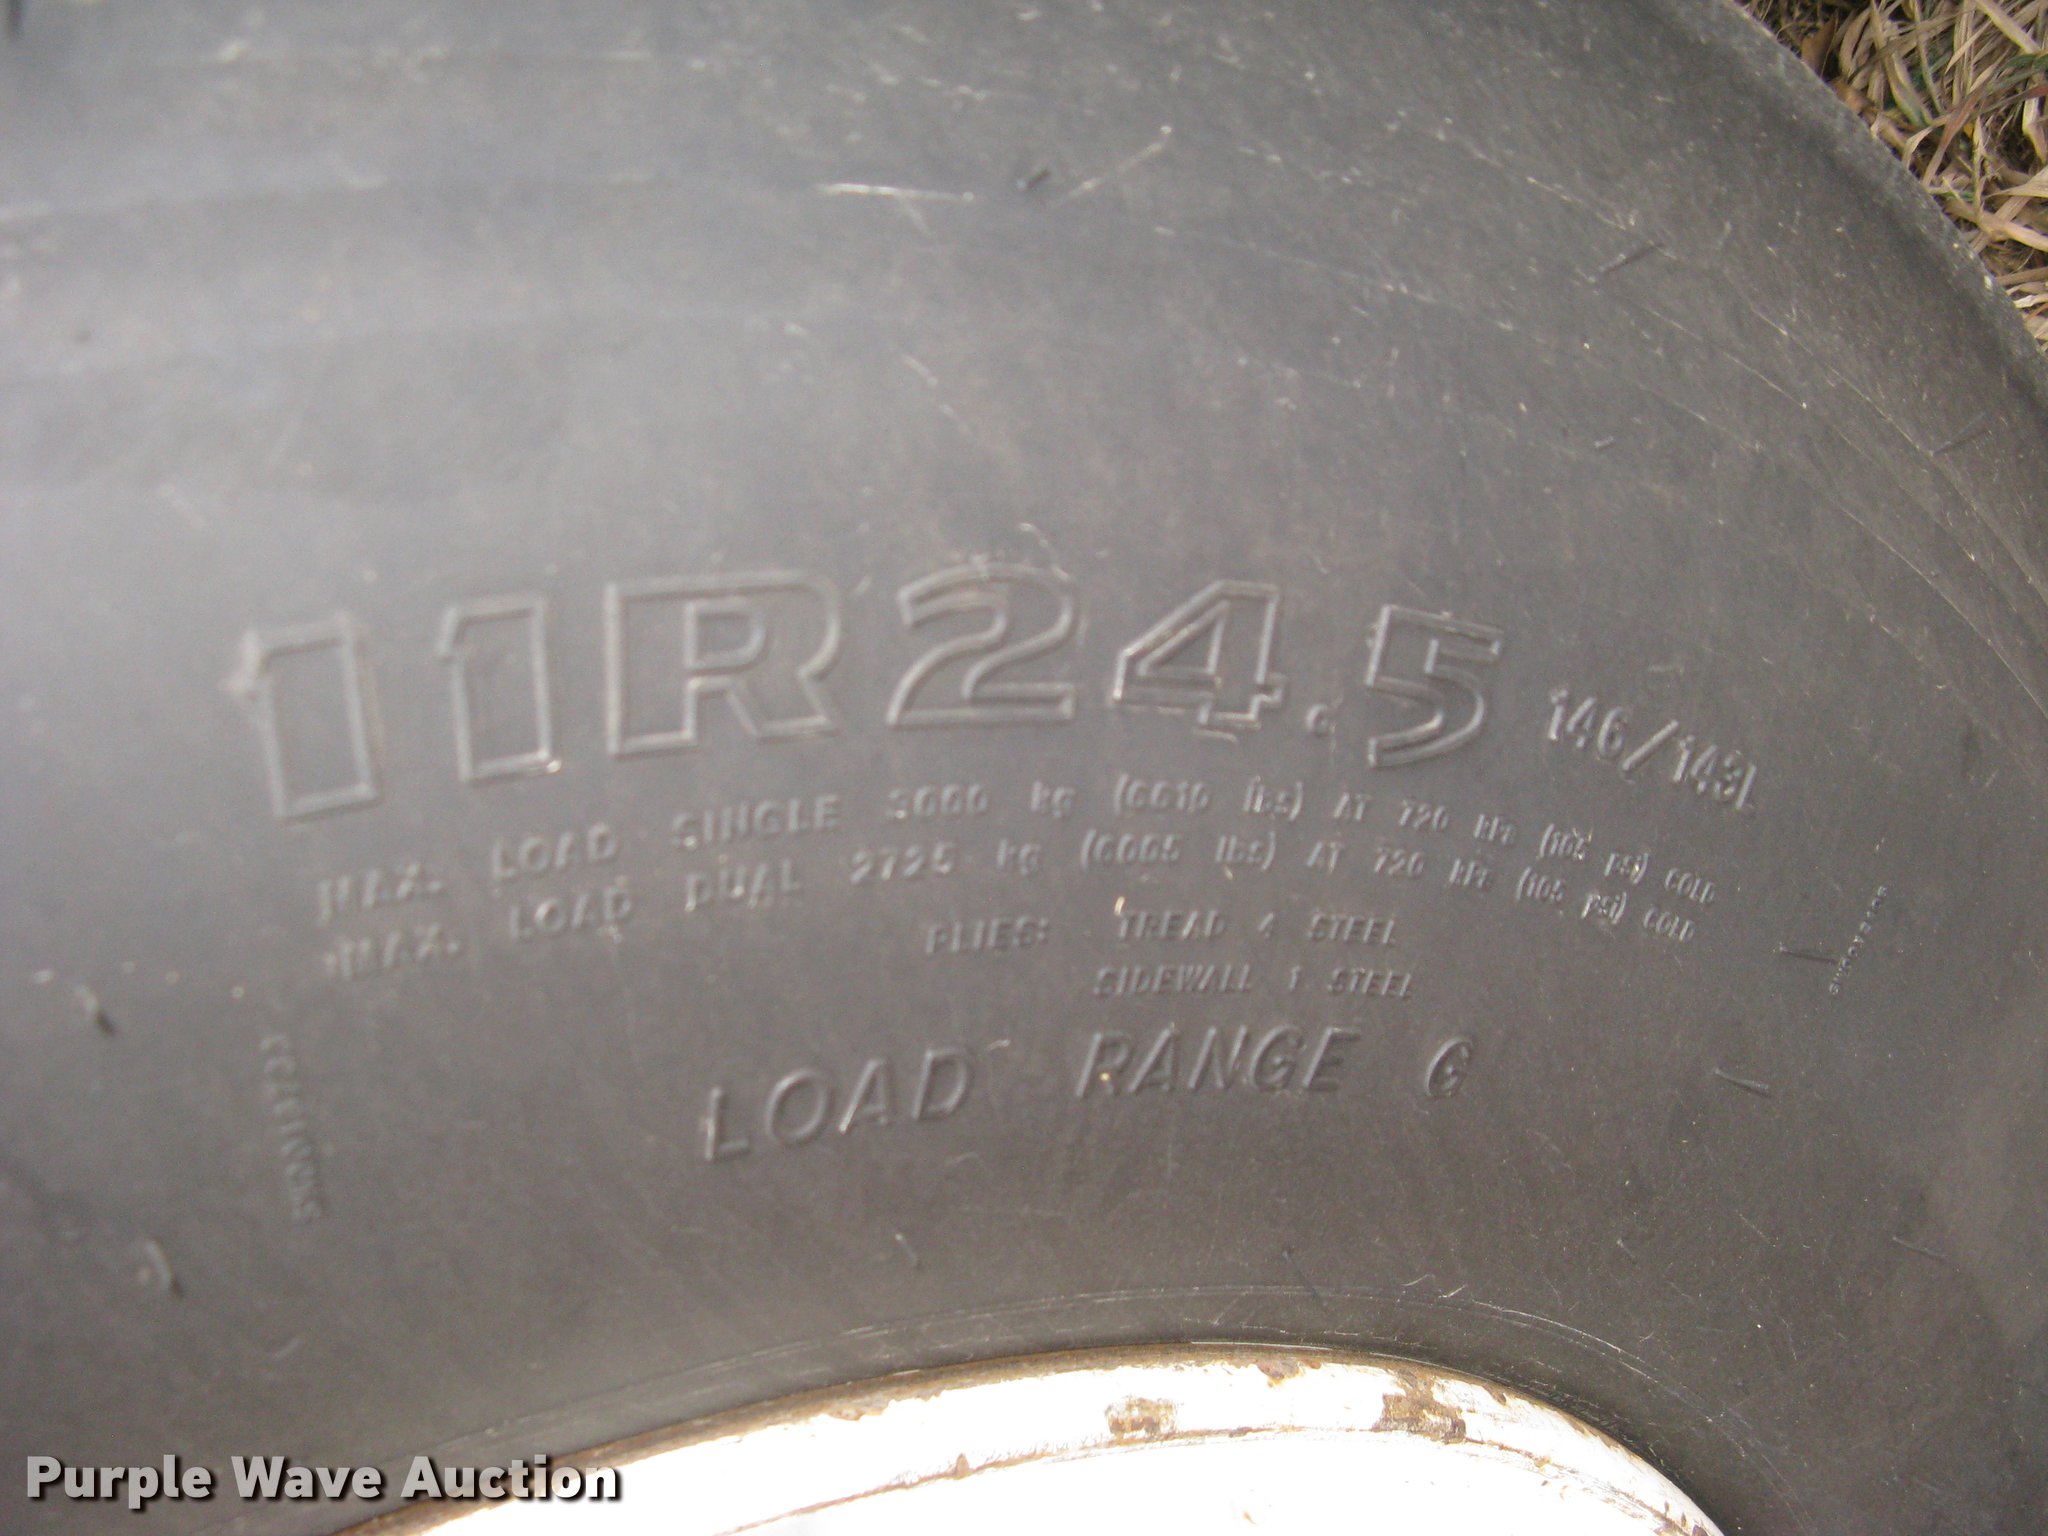 11R24.5 146/143L
MAX. LOAD SINGLE 3000 kg (6610 lbs) AT 720 kPa (105 psi) COLD
MAX. LOAD DUAL 2725 kg (6005 lbs) AT 720 kPa (105 psi) COLD
PLIES: TREAD 4 STEEL
SIDEWALL 1 STEEL
LOAD RANGE G
Purple Wave Auction